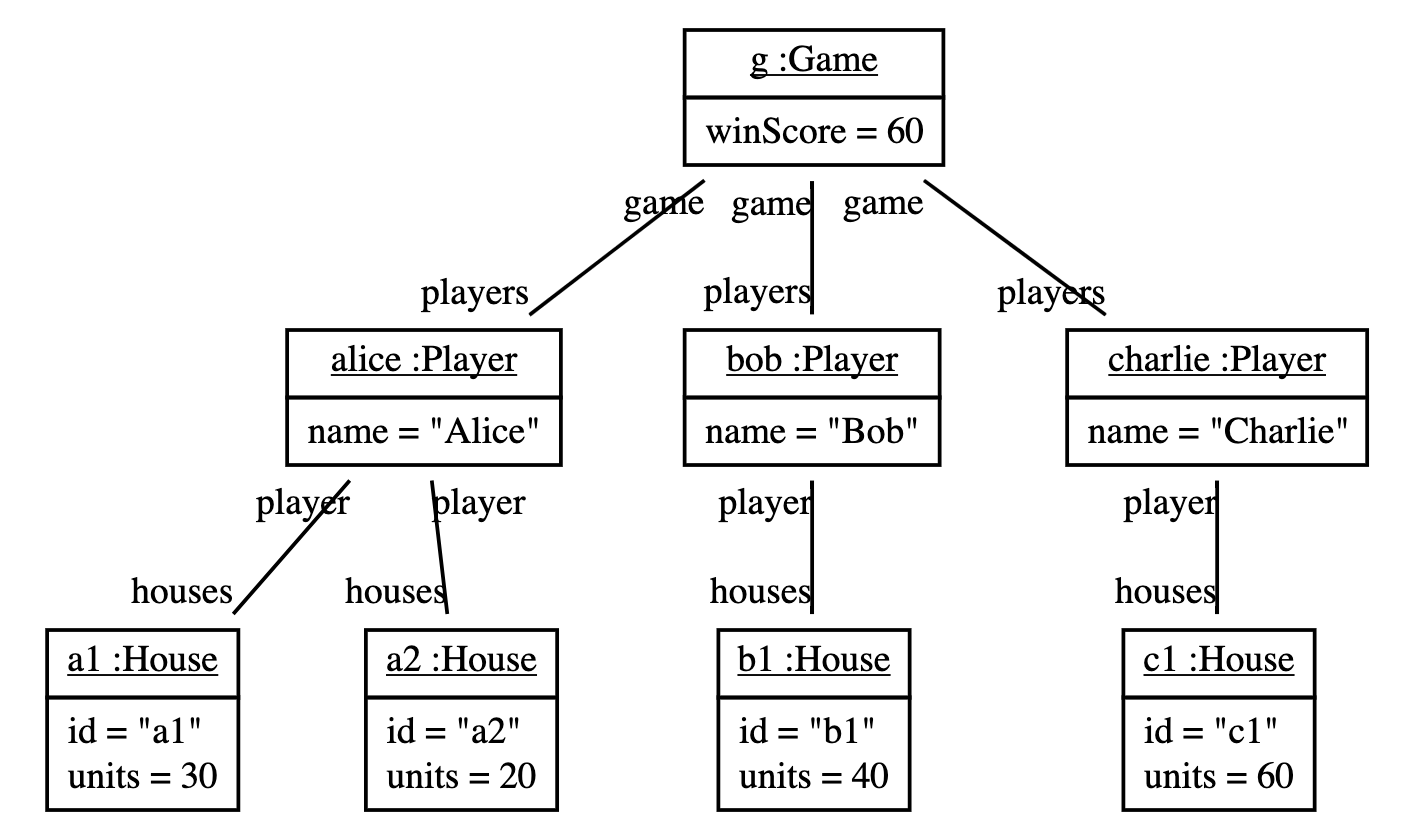 g :Game
winScore = 60
game
game
game
players
players
players
alice :Player
name = "Alice"
bob :Player
name = "Bob"
charlie :Player
name = "Charlie"
player
player
player
player
houses
houses
houses
houses
a1 :House
id = "a1"
units = 30
a2 :House
id = "a2"
units = 20
b1 :House
id = "b1"
units = 40
c1 :House
id = "c1"
units = 60